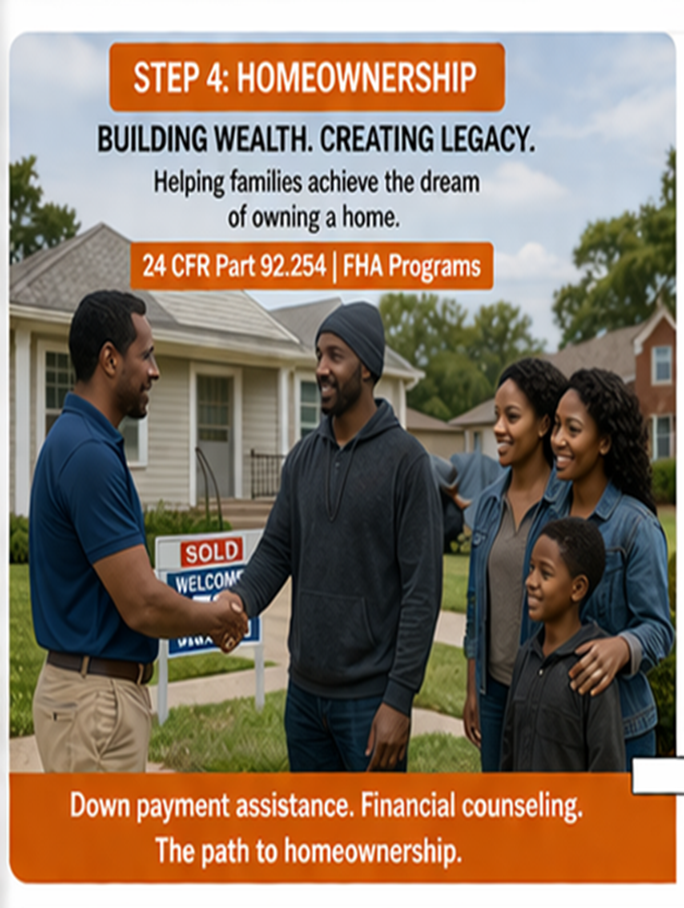 STEP 4: HOMEOWNERSHIP
BUILDING WEALTH. CREATING LEGACY.
Helping families achieve the dream
of owning a home.
24 CFR Part 92.254 | FHA Programs
SOLD
Down payment assistance. Financial counseling.
The path to homeownership.